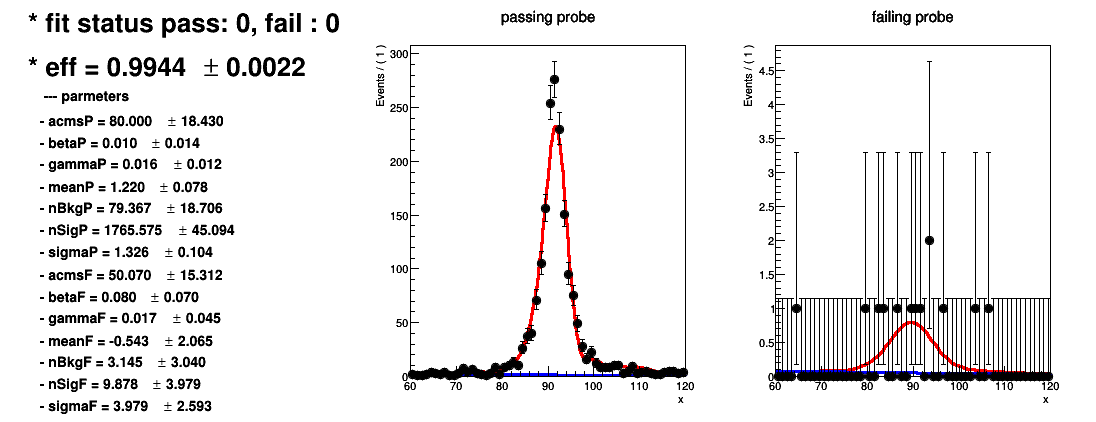 * fit status pass: 0, fail : 0
* eff = 0.9944 ± 0.0022
--- parmeters
- acmsP = 80.000 ± 18.430
- betaP = 0.010 ± 0.014
- gammaP = 0.016 ± 0.012
- meanP = 1.220 ± 0.078
- nBkgP = 79.367 ± 18.706
- nSigP = 1765.575 ± 45.094
- sigmaP = 1.326 ± 0.104
- acmsF = 50.070 ± 15.312
- betaF = 0.080 ± 0.070
- gammaF = 0.017 ± 0.045
- meanF = -0.543 ± 2.065
- nBkgF = 3.145 ± 3.040
- nSigF = 9.878 ± 3.979
- sigmaF = 3.979 ± 2.593
passing probe
Events / ( 1 )
300
250
200
150
100
50
0
60 70 80 90 100 110 120
x
failing probe
Events / ( 1 )
4.5
4
3.5
3
2.5
2
1.5
1
0.5
0
60 70 80 90 100 110 120
x